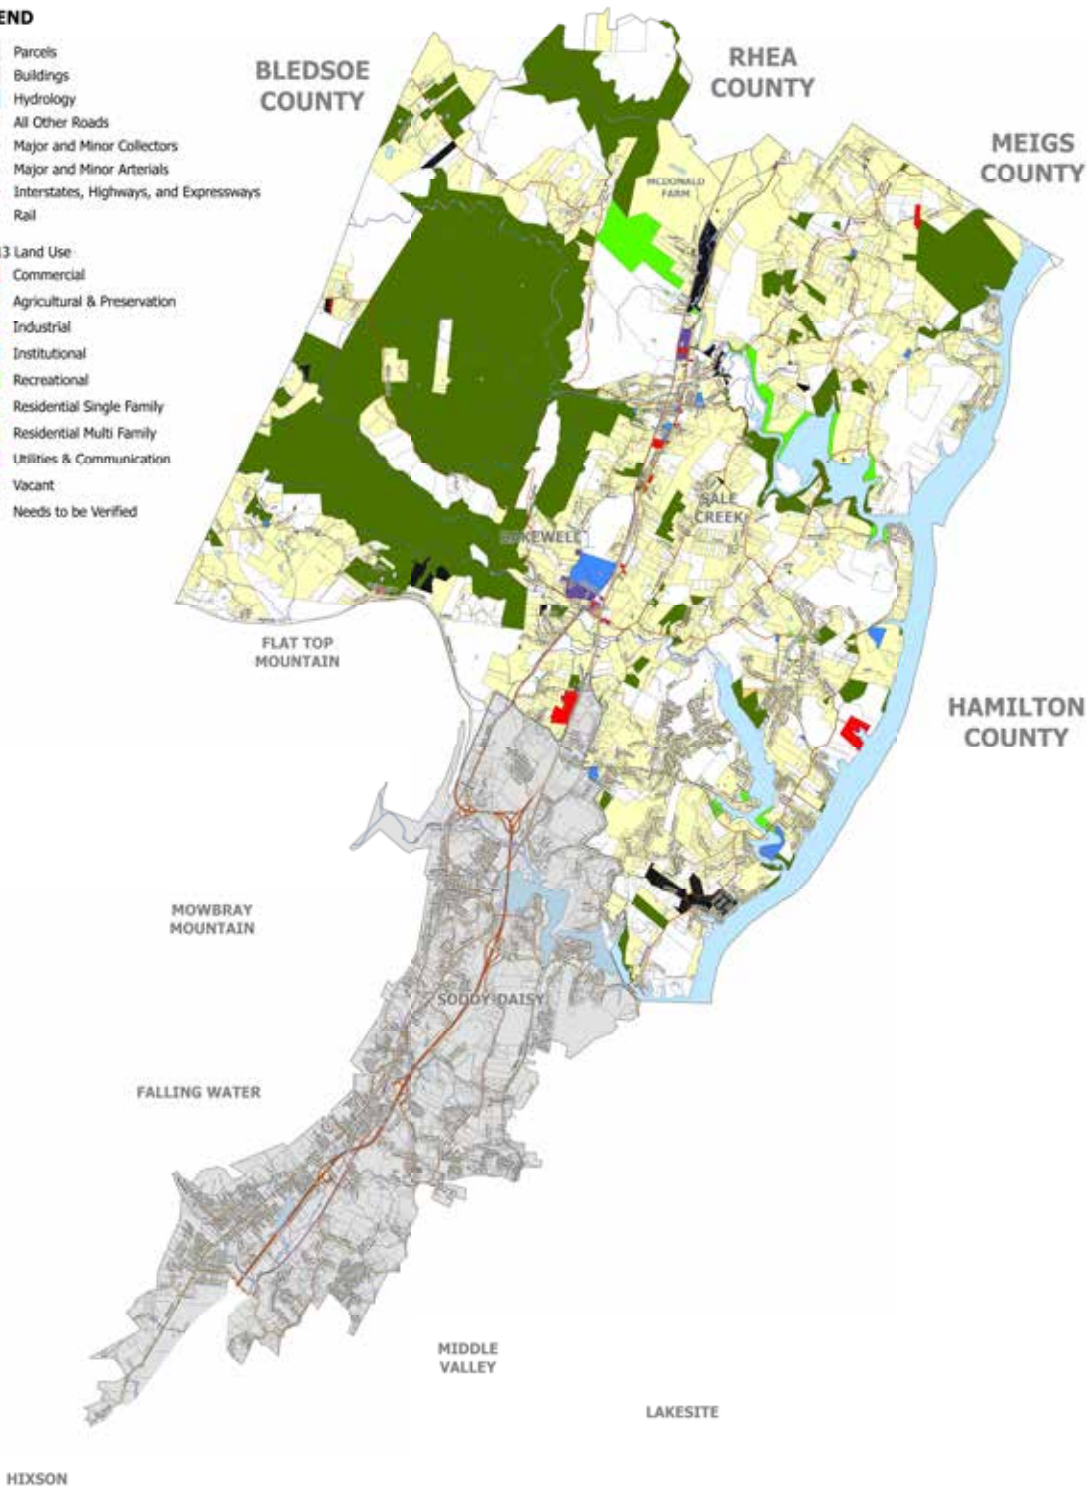 END
Parcels
Buildings
Hydrology
All Other Roads
Major and Minor Collectors
Major and Minor Arterials
Interstates, Highways, and Expressways
Rail
3 Land Use
Commercial
Agricultural & Preservation
Industrial
Institutional
Recreational
Residential Single Family
Residential Multi Family
Utilities & Communication
Vacant
Needs to be Verified
BLEDSOE
COUNTY
RHEA
COUNTY
MEIGS
COUNTY
MCDONALD
FARM
SALE
CREEK
BAKEWELL
FLAT TOP
MOUNTAIN
HAMILTON
COUNTY
MOWBRAY
MOUNTAIN
SODDY-DAISY
FALLING WATER
MIDDLE
VALLEY
LAKESITE
HIXSON